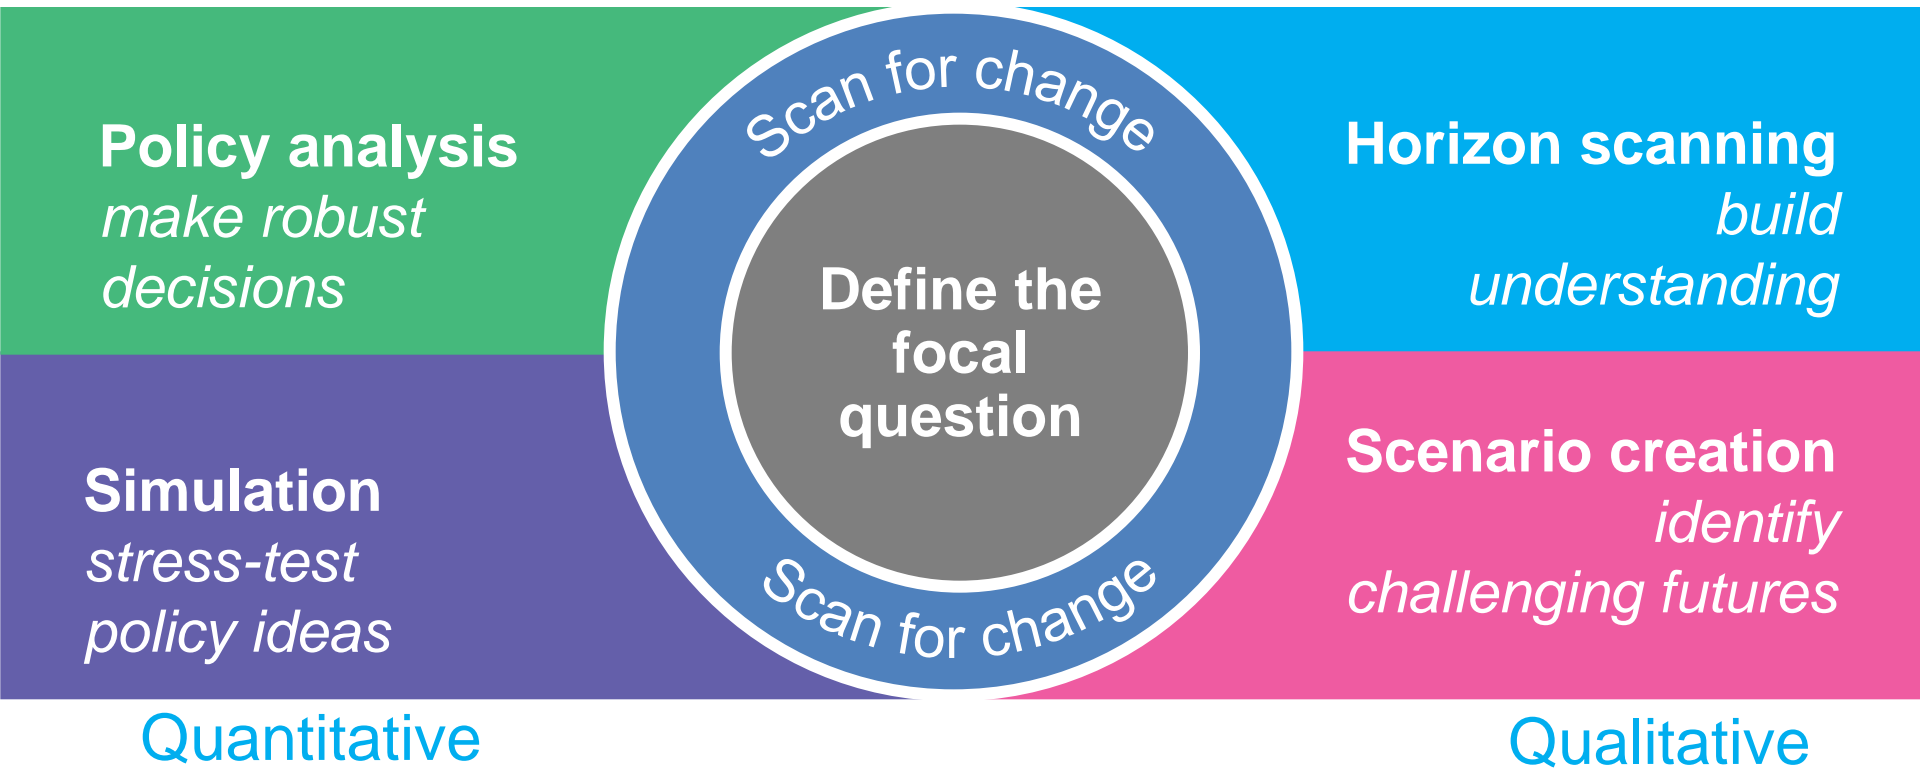 Policy analysis
make robust
decisions
Scan for change
Horizon scanning
build
understanding
Define the
focal
question
Simulation
stress-test
policy ideas
Scan for change
Scenario creation
identify
challenging futures
Quantitative
Qualitative